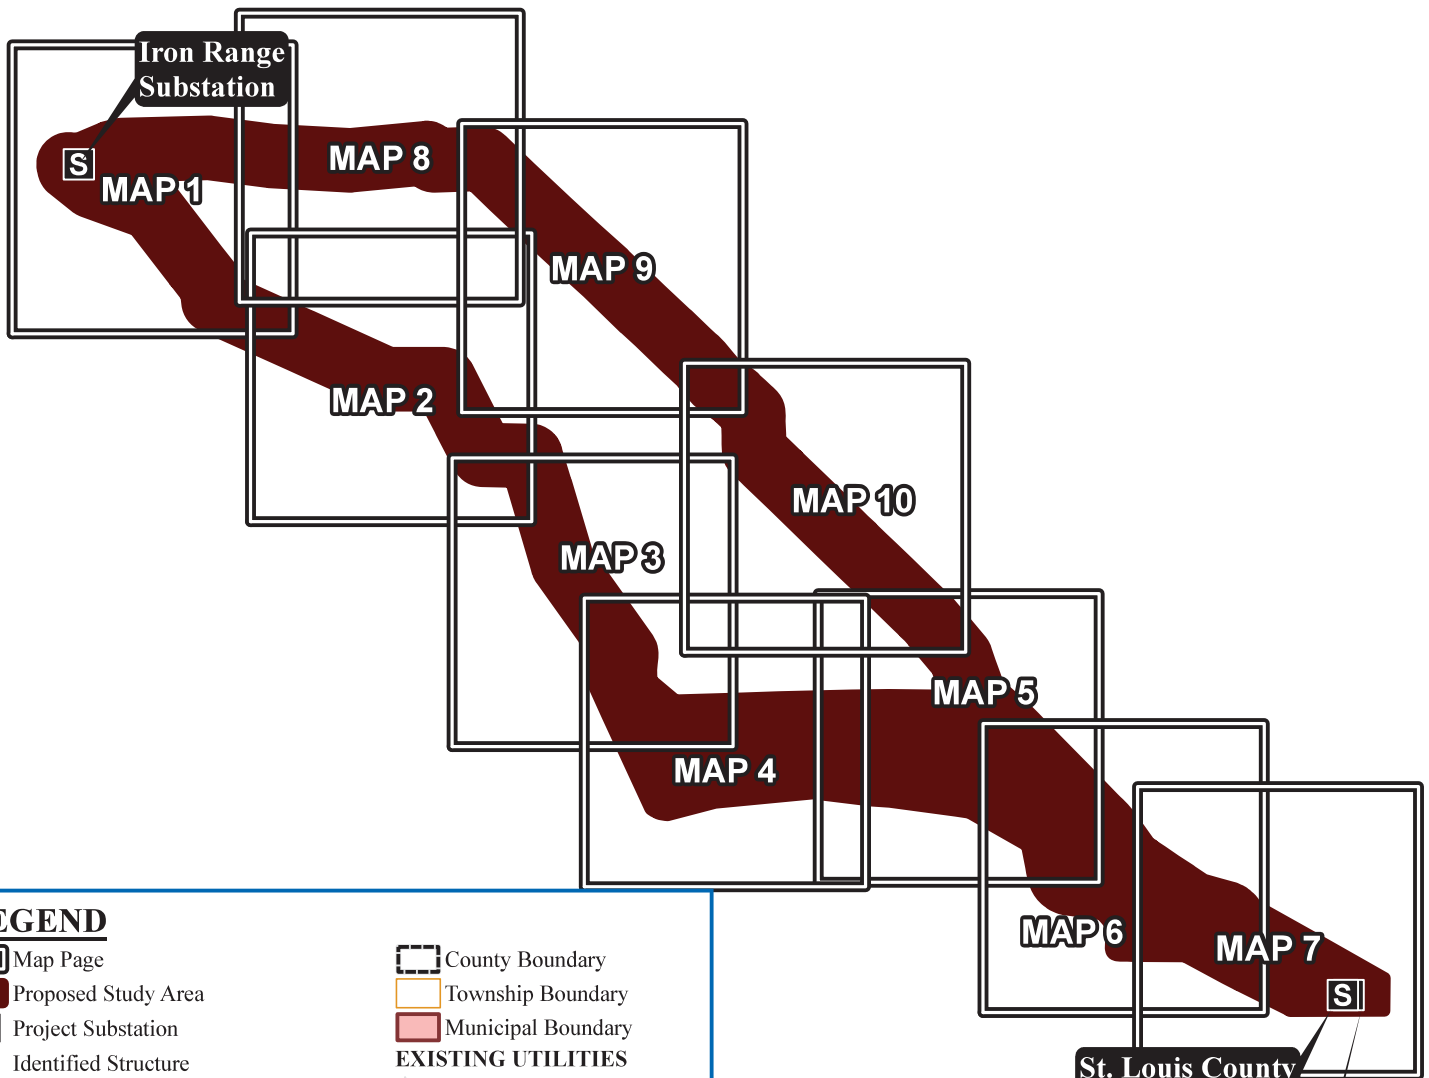 Iron Range
Substation
S
MAP 1
MAP 8
MAP 9
MAP 2
MAP 10
MAP 3
MAP 5
MAP 4
MAP 6
MAP 7
S
St. Louis County
EGEND
Map Page
Proposed Study Area
Project Substation
Identified Structure
County Boundary
Township Boundary
Municipal Boundary
EXISTING UTILITIES